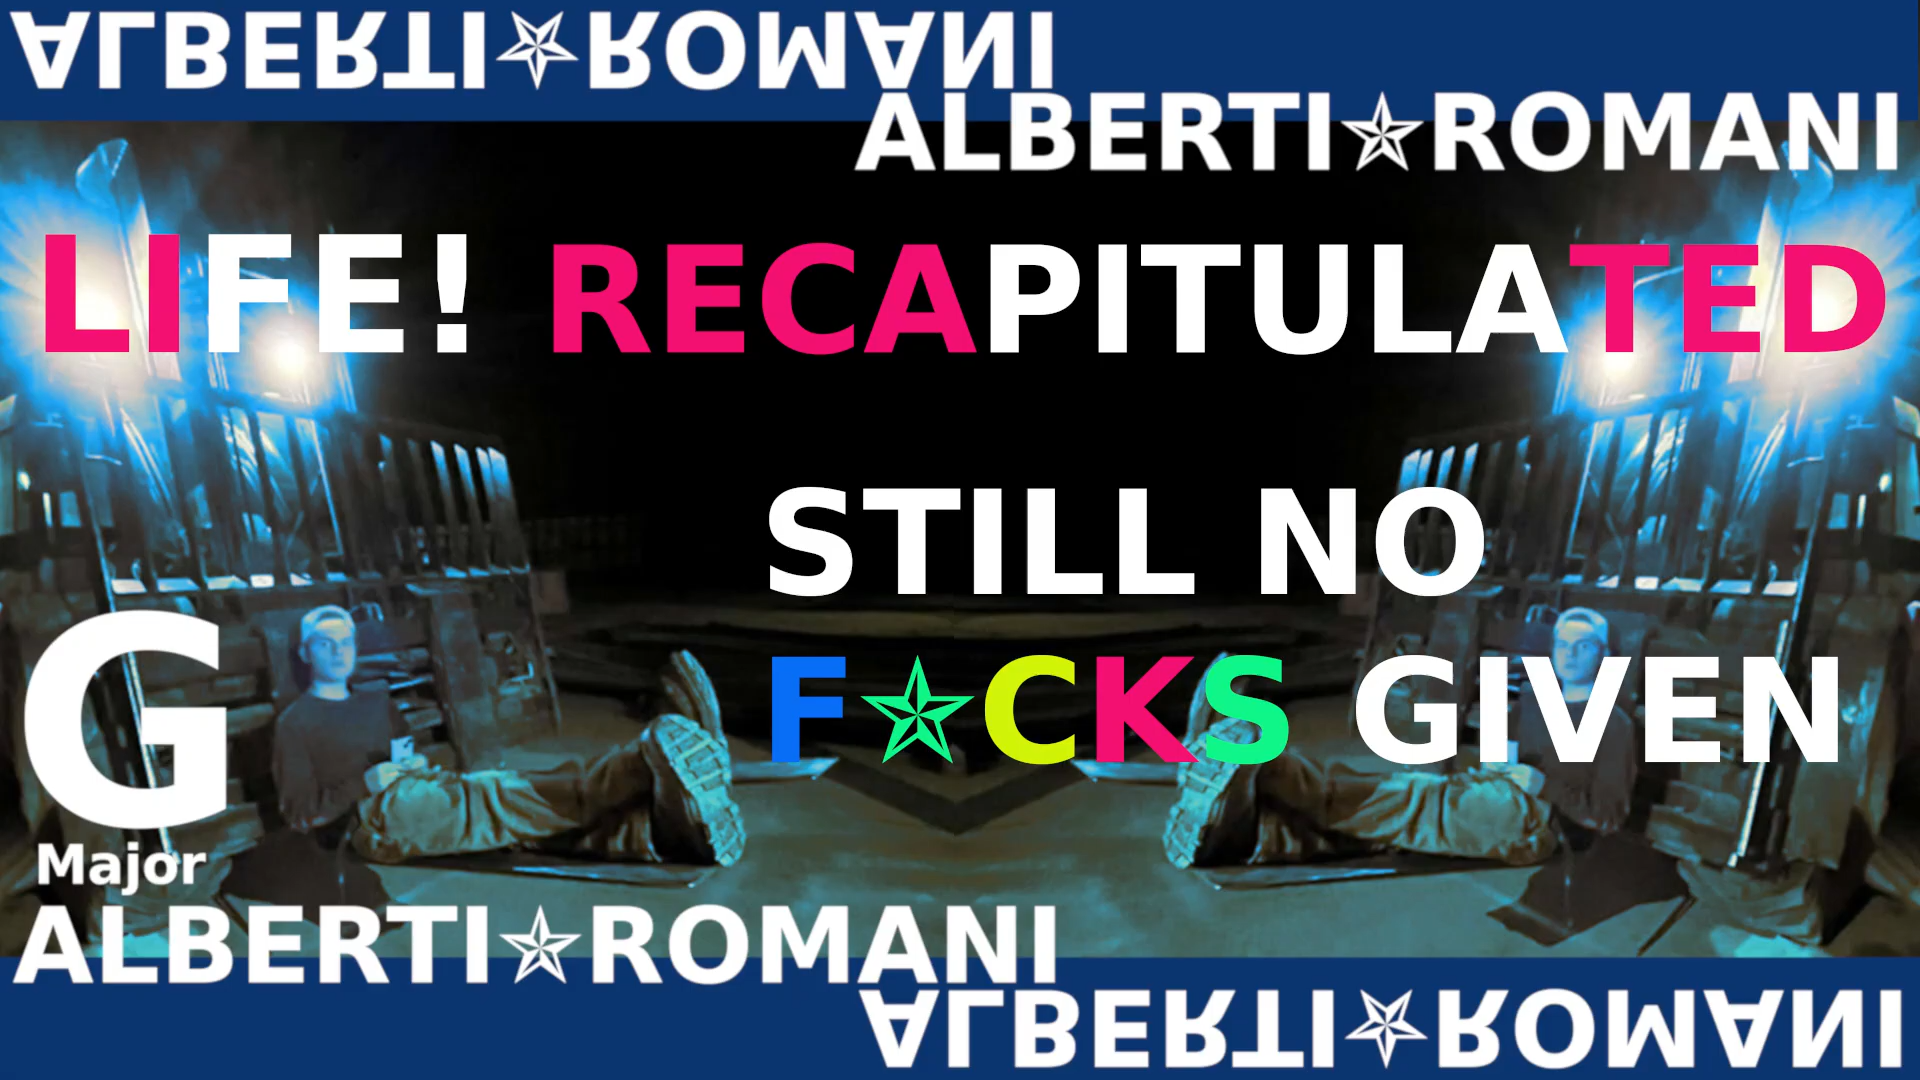 ALBERTI☆ROMANI
ALBERTI☆ROMANI
LIFE! RECAPITULATED
STILL NO
F☆CKS GIVEN
G
Major
ALBERTI☆ROMANI
ALBERTI☆ROMANI